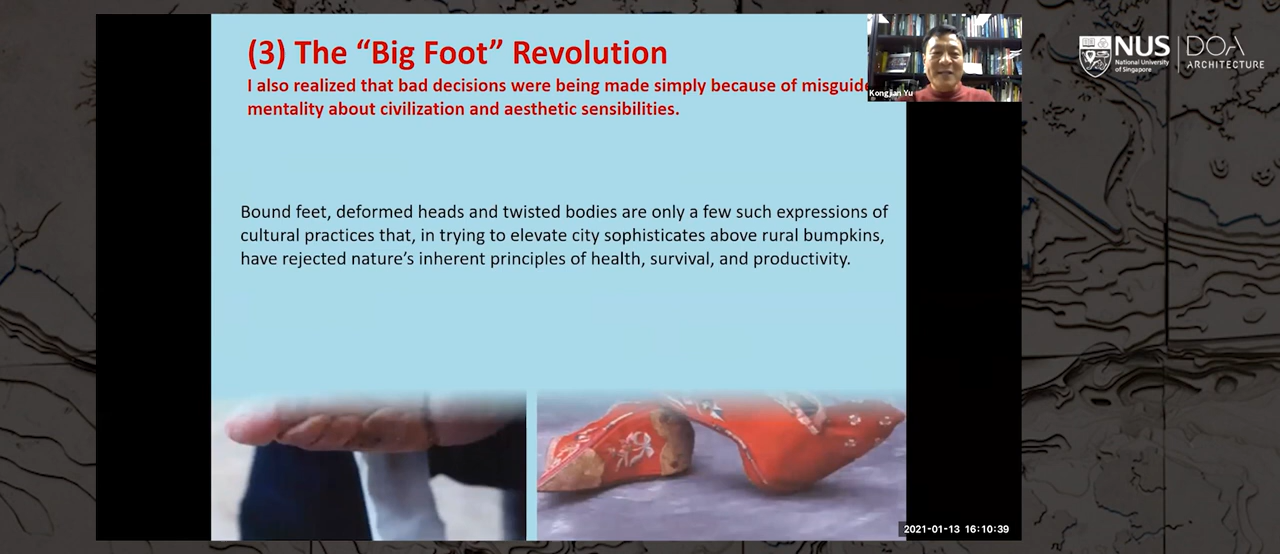 (3) The “Big Foot” Revolution
I also realized that bad decisions were being made simply because of misguide
mentality about civilization and aesthetic sensibilities.
Kongjian Yu
NUS
National University
of Singapore
DOA
ARCHITECTURE
Bound feet, deformed heads and twisted bodies are only a few such expressions of
cultural practices that, in trying to elevate city sophisticates above rural bumpkins,
have rejected nature’s inherent principles of health, survival, and productivity.
2021-01-13 16:10:39